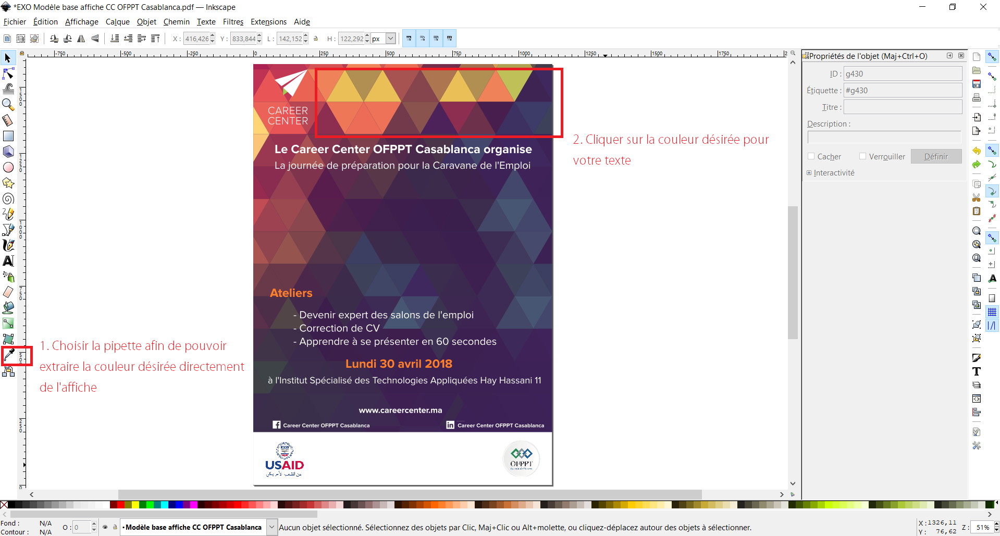 *EXO Modèle base affiche CC OFPPT Casablanca.pdf — Inkscape
Fichier Édition Affichage Calque Objet Chemin Texte Filtres Extensions Aide
X : 416,426 Y : 833,844 L : 142,152 H : 122,292 px
-750 -500 -250 0 250 500 750 1000 1250 1500 1750 2
1500
1250
1000
750
500
250
0
CAREER
CENTER
Le Career Center OFPPT Casablanca organise
La journée de préparation pour la Caravane de l'Emploi
2. Cliquer sur la couleur désirée pour
votre texte
Ateliers
- Devenir expert des salons de l'emploi
- Correction de CV
- Apprendre à se présenter en 60 secondes
1. Choisir la pipette afin de pouvoir
extraire la couleur désirée directement
de l'affiche
Lundi 30 avril 2018
à l'Institut Spécialisé des Technologies Appliquées Hay Hassani 11
www.careercenter.ma
Career Center OFPPT Casablanca
in Career Center OFPPT Casablanca
USAID
من الشعب الأمريكي
OFPPT
Propriétés de l'objet (Maj+Ctrl+O)
ID : g430
Étiquette : #g430
Titre :
Description :
Cacher Verrouiller Définir
Interactivité
Fond : N/A
Contour : N/A
O : 0
•Modèle base affiche CC OFPPT Casablanca
Aucun objet sélectionné. Sélectionnez des objets par Clic, Maj+Clic ou Alt+molette, ou cliquez-déplacez autour des objets à sélectionner.
X : 1326,11
Y : 76,62
Z : 51%